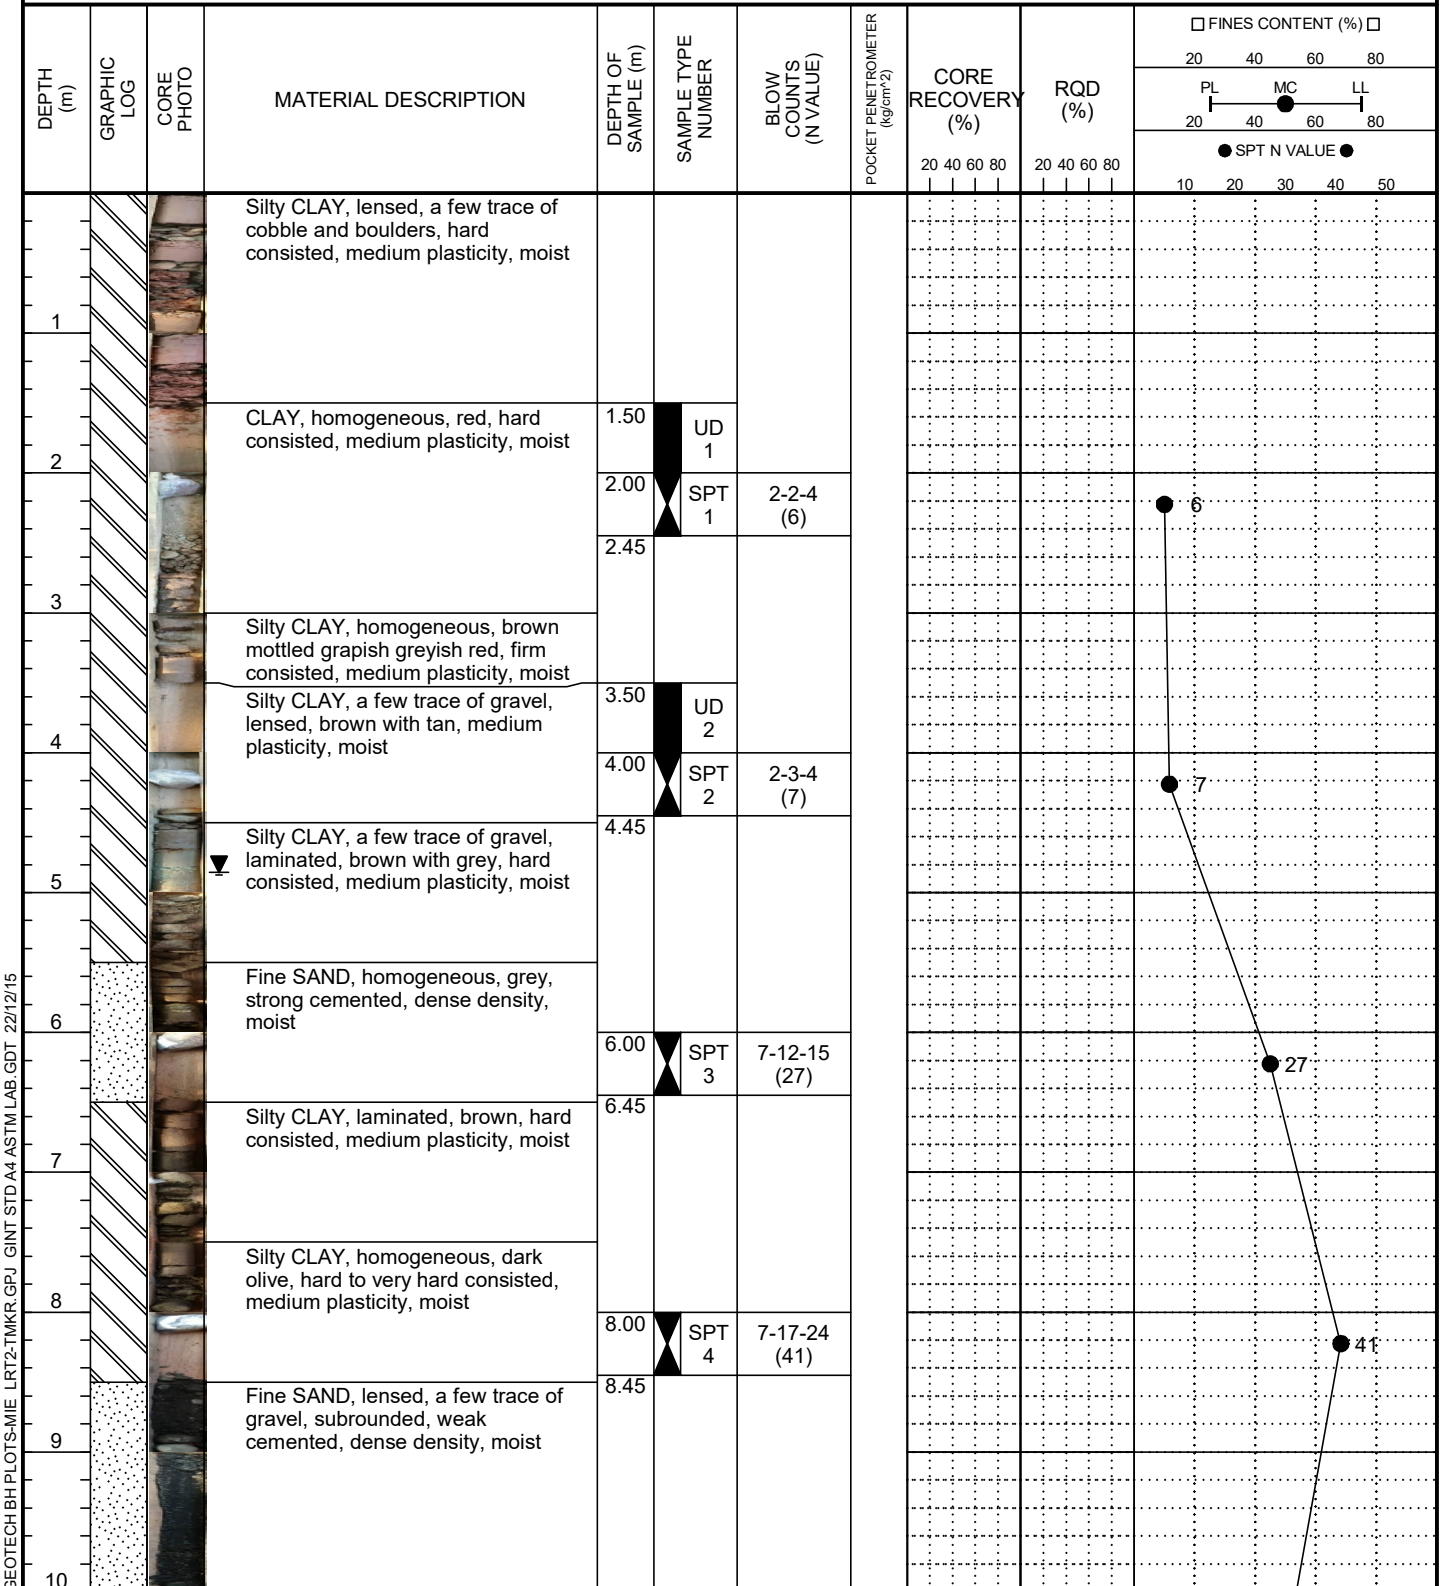 DEPTH
(m)
GRAPHIC
LOG
CORE
PHOTO
MATERIAL DESCRIPTION
DEPTH OF
SAMPLE (m)
SAMPLE TYPE
NUMBER
BLOW
COUNTS
(N VALUE)
POCKET PENETROMETER
(kg/cm^2)
CORE
RECOVERY
(%)
20 40 60 80
RQD
(%)
20 40 60 80
FINES CONTENT (%)
20 40 60 80
PL MC LL
20 40 60 80
SPT N VALUE
10 20 30 40 50
Silty CLAY, lensed, a few trace of
cobble and boulders, hard
consisted, medium plasticity, moist
1
CLAY, homogeneous, red, hard
consisted, medium plasticity, moist
1.50
UD
1
2
2.00
SPT
1
2-2-4
(6)
6
2.45
3
Silty CLAY, homogeneous, brown
mottled grapish greyish red, firm
consisted, medium plasticity, moist
Silty CLAY, a few trace of gravel,
lensed, brown with tan, medium
plasticity, moist
3.50
UD
2
4
4.00
SPT
2
2-3-4
(7)
7
4.45
Silty CLAY, a few trace of gravel,
laminated, brown with grey, hard
consisted, medium plasticity, moist
5
Fine SAND, homogeneous, grey,
strong cemented, dense density,
moist
6
6.00
SPT
3
7-12-15
(27)
27
6.45
Silty CLAY, laminated, brown, hard
consisted, medium plasticity, moist
7
Silty CLAY, homogeneous, dark
olive, hard to very hard consisted,
medium plasticity, moist
8
8.00
SPT
4
7-17-24
(41)
41
8.45
Fine SAND, lensed, a few trace of
gravel, subrounded, weak
cemented, dense density, moist
9
10
GEOTECH BH PLOTS-MIE LRT2-TMKR.GPJ GINT STD A4 ASTM LAB.GDT 22/12/15